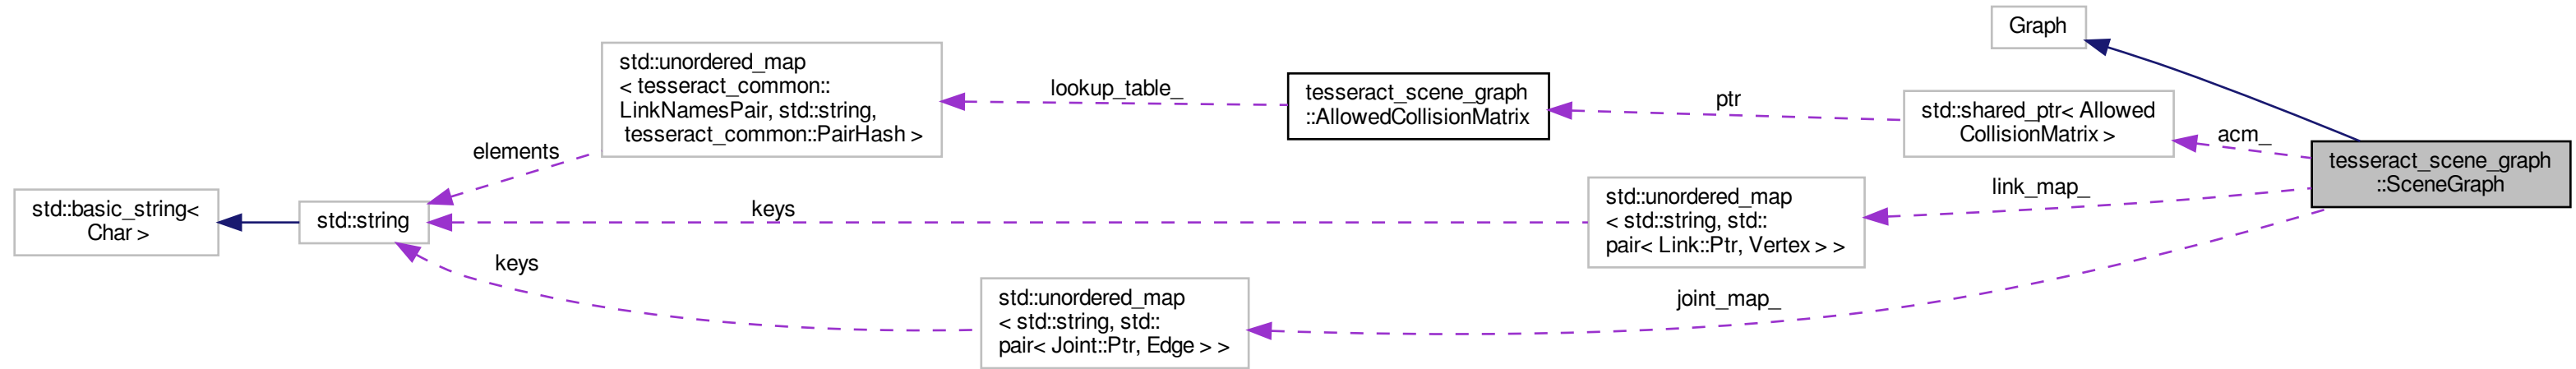 Graph
std::unordered_map
< tesseract_common::
LinkNamesPair, std::string,
tesseract_common::PairHash >
lookup_table_
tesseract_scene_graph
::AllowedCollisionMatrix
ptr
std::shared_ptr< Allowed
CollisionMatrix >
acm_
tesseract_scene_graph
::SceneGraph
elements
std::basic_string<
Char >
std::string
keys
std::unordered_map
< std::string, std::
pair< Link::Ptr, Vertex > >
link_map_
keys
std::unordered_map
< std::string, std::
pair< Joint::Ptr, Edge > >
joint_map_